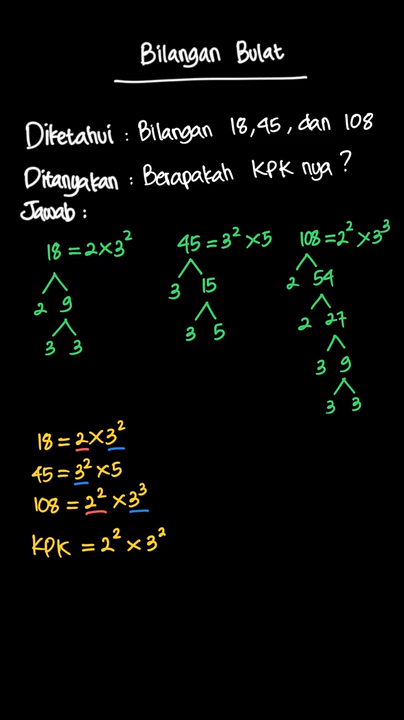 Bilangan Bulat
Diketahui : Bilangan 18, 45, dan 108
Ditanyakan : Berapakah KPK nya ?
Jawab :
18 = 2 × 3² 45 = 3² × 5 108 = 2² × 3³
2 9 3 15 2 54
3 3 3 5 2 27
3 9
3 3
18 = 2 × 3²
45 = 3² × 5
108 = 2² × 3³
KPK = 2² × 3²